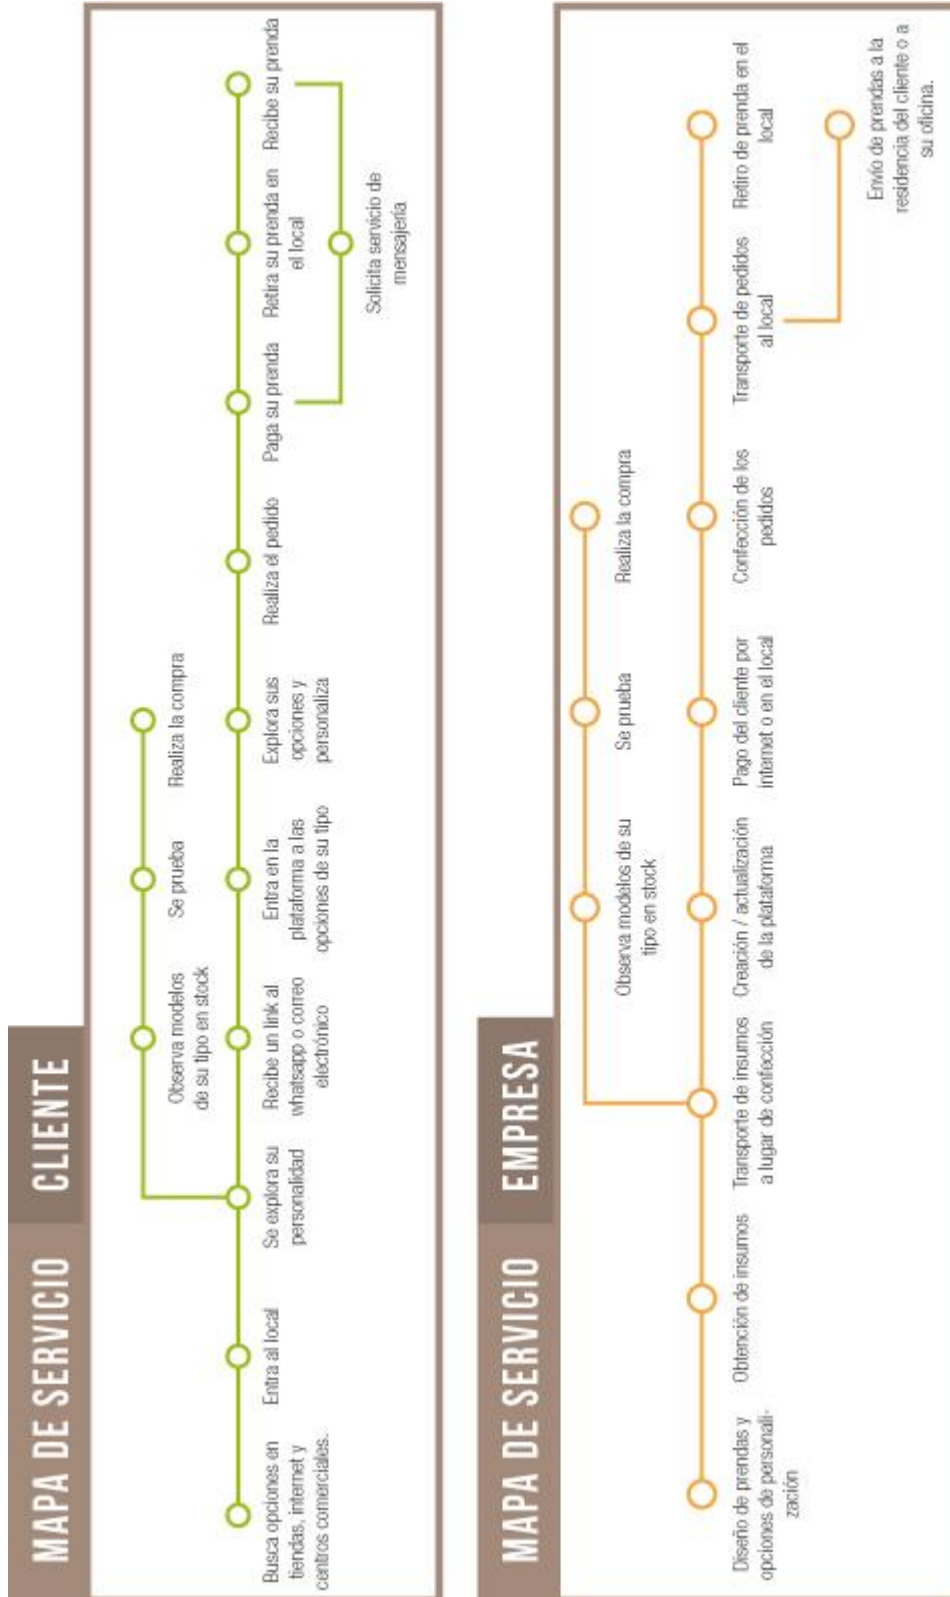 MAPA DE SERVICIO CLIENTE
Observa modelos
de su tipo en stock
Se prueba
Realiza la compra
Busca opciones en
tiendas, internet y
centros comerciales.
Entra al local
Se explora su
personalidad
Recibe un link al
whatsapp o correo
electrónico
Entra en la
plataforma a las
opciones de su tipo
Explora sus
opciones y
personaliza
Realiza el pedido
Paga su prenda
Retira su prenda en
el local
Recibe su prenda
Solicita servicio de
mensajería
MAPA DE SERVICIO EMPRESA
Observa modelos de su
tipo en stock
Se prueba
Realiza la compra
Diseño de prendas y
opciones de personali-
zación
Obtención de insumos
Transporte de insumos
a lugar de confección
Creación / actualización
de la plataforma
Pago del cliente por
internet o en el local
Confección de los
pedidos
Transporte de pedidos
al local
Retiro de prenda en el
local
Envío de prendas a la
residencia del cliente o a
su oficina.